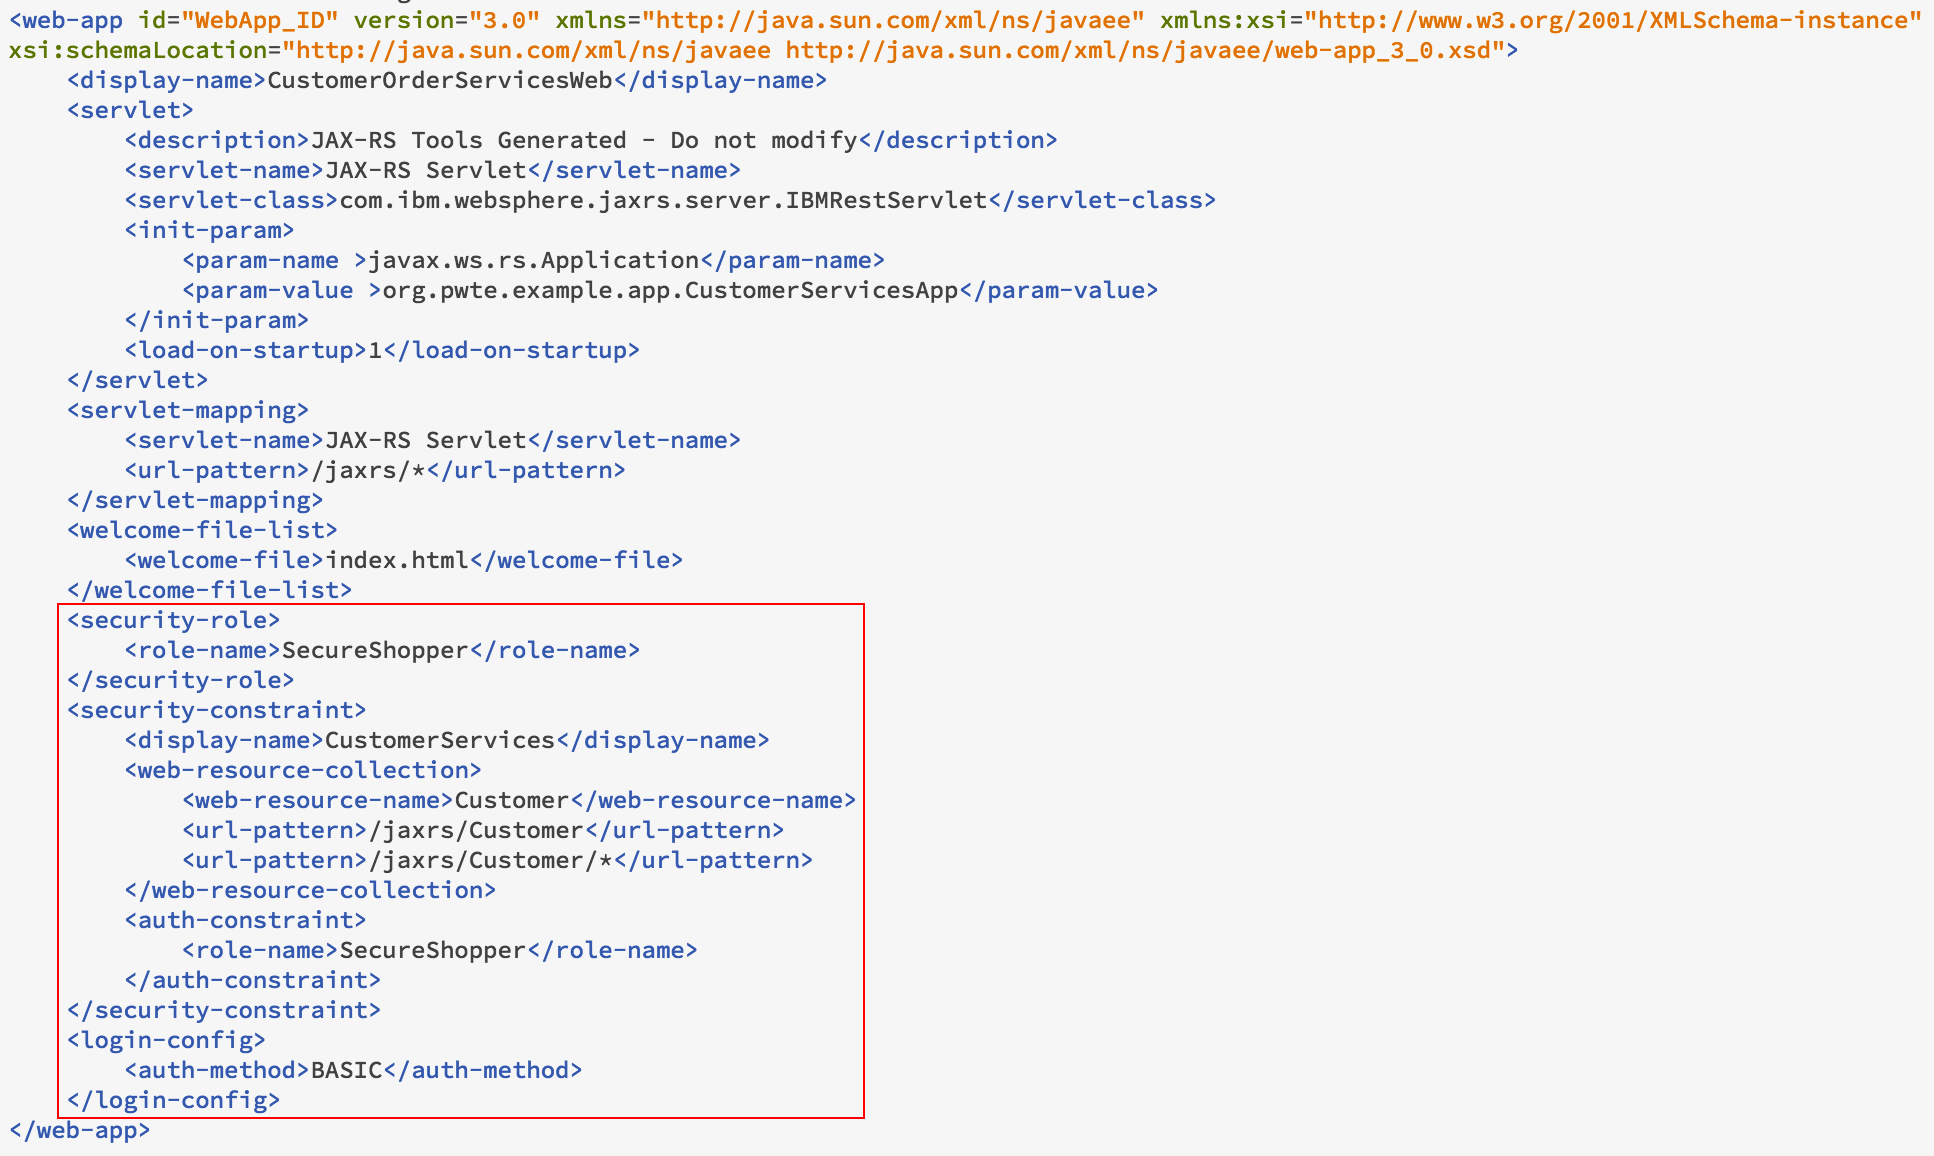 <web-app id="WebApp_ID" version="3.0" xmlns="http://java.sun.com/xml/ns/javaee" xmlns:xsi="http://www.w3.org/2001/XMLSchema-instance"
xsi:schemaLocation="http://java.sun.com/xml/ns/javaee http://java.sun.com/xml/ns/javaee/web-app_3_0.xsd">
    <display-name>CustomerOrderServicesWeb</display-name>
    <servlet>
        <description>JAX-RS Tools Generated - Do not modify</description>
        <servlet-name>JAX-RS Servlet</servlet-name>
        <servlet-class>com.ibm.websphere.jaxrs.server.IBMRestServlet</servlet-class>
        <init-param>
            <param-name >javax.ws.rs.Application</param-name>
            <param-value >org.pwte.example.app.CustomerServicesApp</param-value>
        </init-param>
        <load-on-startup>1</load-on-startup>
    </servlet>
    <servlet-mapping>
        <servlet-name>JAX-RS Servlet</servlet-name>
        <url-pattern>/jaxrs/*</url-pattern>
    </servlet-mapping>
    <welcome-file-list>
        <welcome-file>index.html</welcome-file>
    </welcome-file-list>
    <security-role>
        <role-name>SecureShopper</role-name>
    </security-role>
    <security-constraint>
        <display-name>CustomerServices</display-name>
        <web-resource-collection>
            <web-resource-name>Customer</web-resource-name>
            <url-pattern>/jaxrs/Customer</url-pattern>
            <url-pattern>/jaxrs/Customer/*</url-pattern>
        </web-resource-collection>
        <auth-constraint>
            <role-name>SecureShopper</role-name>
        </auth-constraint>
    </security-constraint>
    <login-config>
        <auth-method>BASIC</auth-method>
    </login-config>
</web-app>